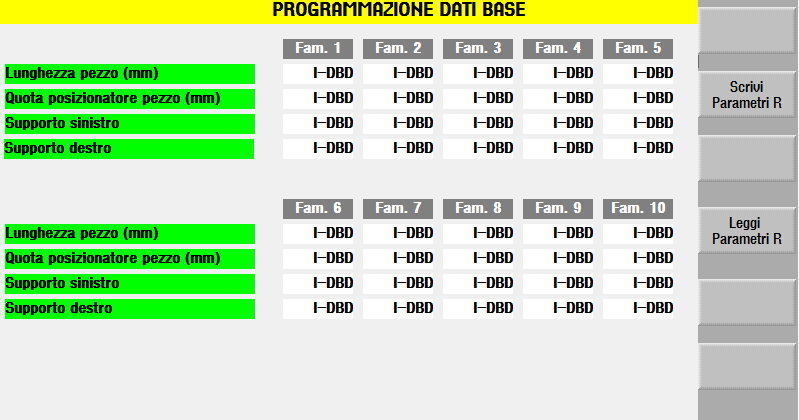 PROGRAMMAZIONE DATI BASE
Fam. 1 Fam. 2 Fam. 3 Fam. 4 Fam. 5
Lunghezza pezzo (mm) I-DBD I-DBD I-DBD I-DBD I-DBD
Quota posizionatore pezzo (mm) I-DBD I-DBD I-DBD I-DBD I-DBD
Supporto sinistro I-DBD I-DBD I-DBD I-DBD I-DBD
Supporto destro I-DBD I-DBD I-DBD I-DBD I-DBD
Fam. 6 Fam. 7 Fam. 8 Fam. 9 Fam. 10
Lunghezza pezzo (mm) I-DBD I-DBD I-DBD I-DBD I-DBD
Quota posizionatore pezzo (mm) I-DBD I-DBD I-DBD I-DBD I-DBD
Supporto sinistro I-DBD I-DBD I-DBD I-DBD I-DBD
Supporto destro I-DBD I-DBD I-DBD I-DBD I-DBD
Scrivi
Parametri R
Leggi
Parametri R